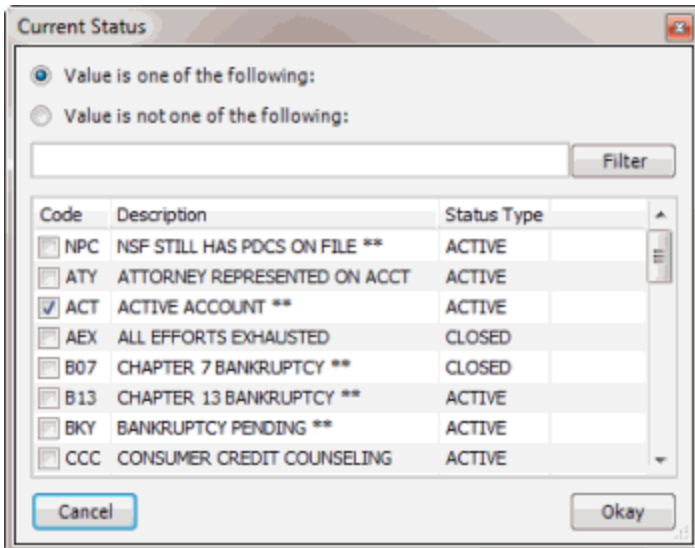 Current Status
Value is one of the following:
Value is not one of the following:
Filter
Code Description Status Type
NPC NSF STILL HAS PDCS ON FILE ** ACTIVE
ATY ATTORNEY REPRESENTED ON ACCT ACTIVE
ACT ACTIVE ACCOUNT ** ACTIVE
AEX ALL EFFORTS EXHAUSTED CLOSED
B07 CHAPTER 7 BANKRUPTCY ** CLOSED
B13 CHAPTER 13 BANKRUPTCY ** ACTIVE
BKY BANKRUPTCY PENDING ** ACTIVE
CCC CONSUMER CREDIT COUNSELING ACTIVE
Cancel Okay